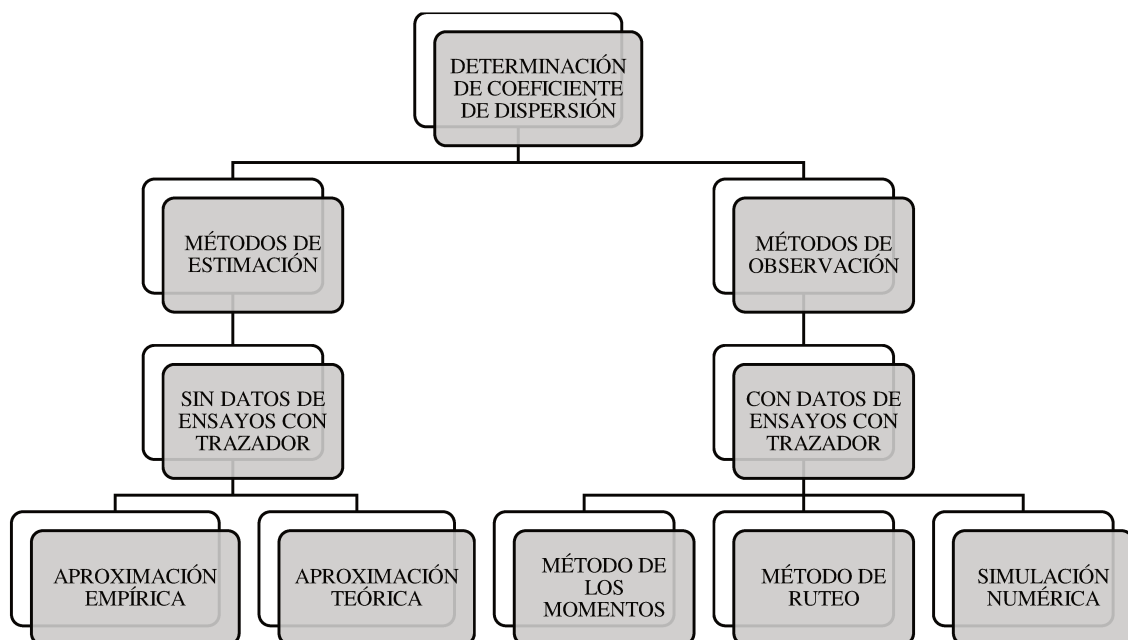 DETERMINACIÓN
DE COEFICIENTE
DE DISPERSIÓN
MÉTODOS DE
ESTIMACIÓN
MÉTODOS DE
OBSERVACIÓN
SIN DATOS DE
ENSAYOS CON
TRAZADOR
CON DATOS DE
ENSAYOS CON
TRAZADOR
APROXIMACIÓN
EMPÍRICA
APROXIMACIÓN
TEÓRICA
MÉTODO DE
LOS
MOMENTOS
MÉTODO DE
RUTEO
SIMULACIÓN
NUMÉRICA